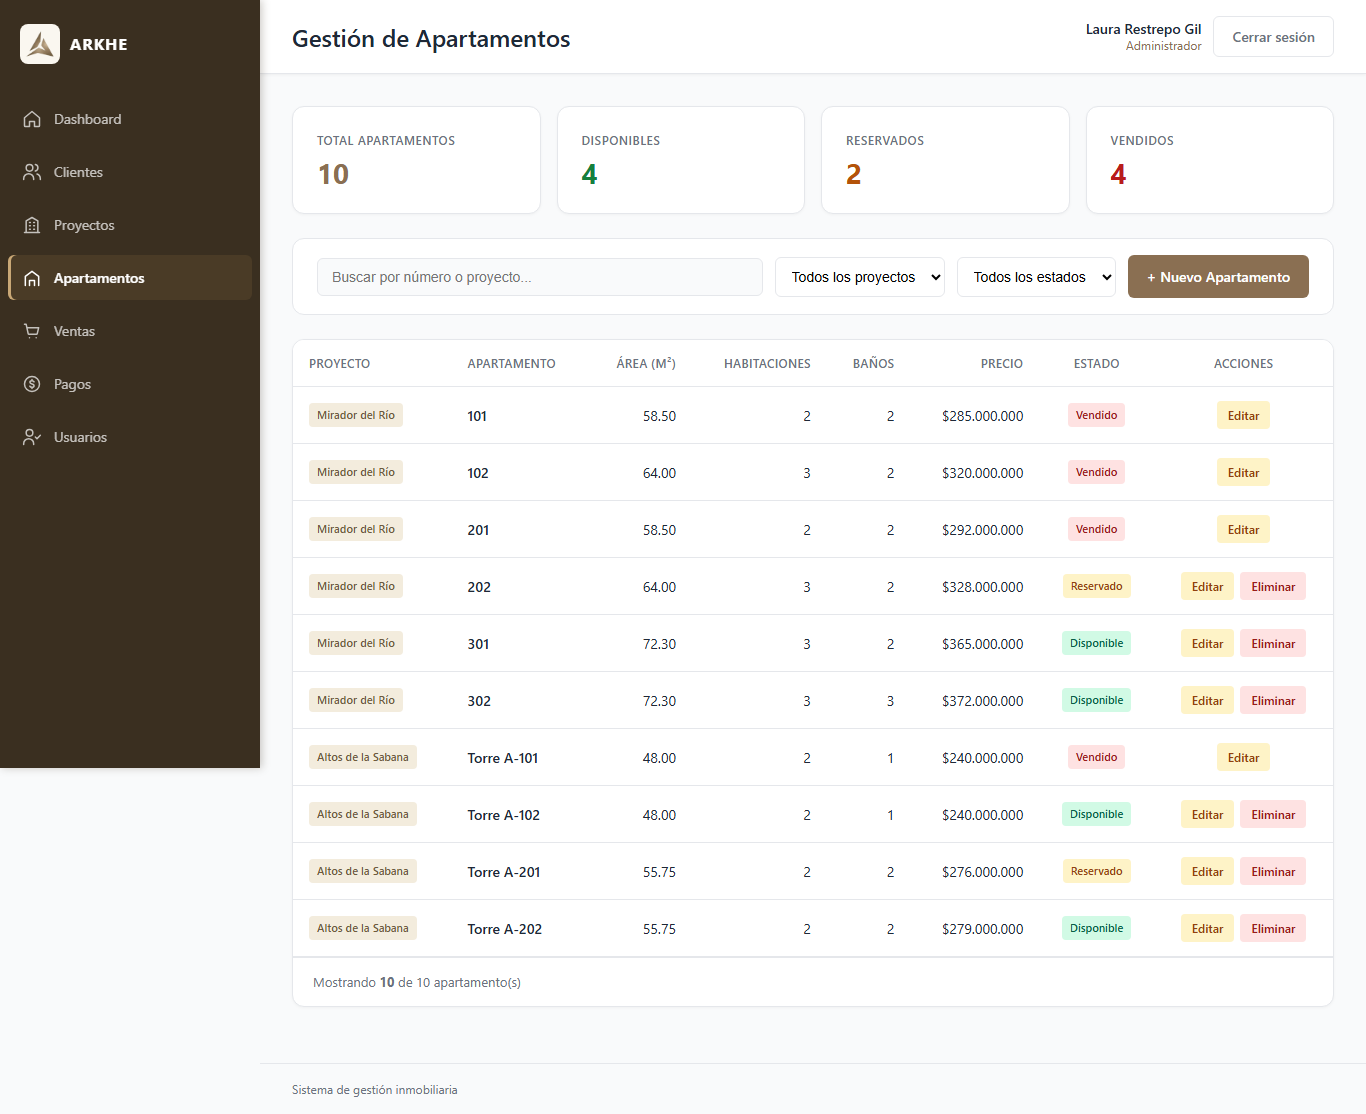 ARKHE
Dashboard
Clientes
Proyectos
Apartamentos
Ventas
Pagos
Usuarios
Gestión de Apartamentos
Laura Restrepo Gil
Administrador
Cerrar sesión
TOTAL APARTAMENTOS
10
DISPONIBLES
4
RESERVADOS
2
VENDIDOS
4
Buscar por número o proyecto...
Todos los proyectos
Todos los estados
+ Nuevo Apartamento
PROYECTO APARTAMENTO ÁREA (M²) HABITACIONES BAÑOS PRECIO ESTADO ACCIONES
Mirador del Río 101 58.50 2 2 $285.000.000 Vendido Editar
Mirador del Río 102 64.00 3 2 $320.000.000 Vendido Editar
Mirador del Río 201 58.50 2 2 $292.000.000 Vendido Editar
Mirador del Río 202 64.00 3 2 $328.000.000 Reservado Editar Eliminar
Mirador del Río 301 72.30 3 2 $365.000.000 Disponible Editar Eliminar
Mirador del Río 302 72.30 3 3 $372.000.000 Disponible Editar Eliminar
Altos de la Sabana Torre A-101 48.00 2 1 $240.000.000 Vendido Editar
Altos de la Sabana Torre A-102 48.00 2 1 $240.000.000 Disponible Editar Eliminar
Altos de la Sabana Torre A-201 55.75 2 2 $276.000.000 Reservado Editar Eliminar
Altos de la Sabana Torre A-202 55.75 2 2 $279.000.000 Disponible Editar Eliminar
Mostrando 10 de 10 apartamento(s)
Sistema de gestión inmobiliaria